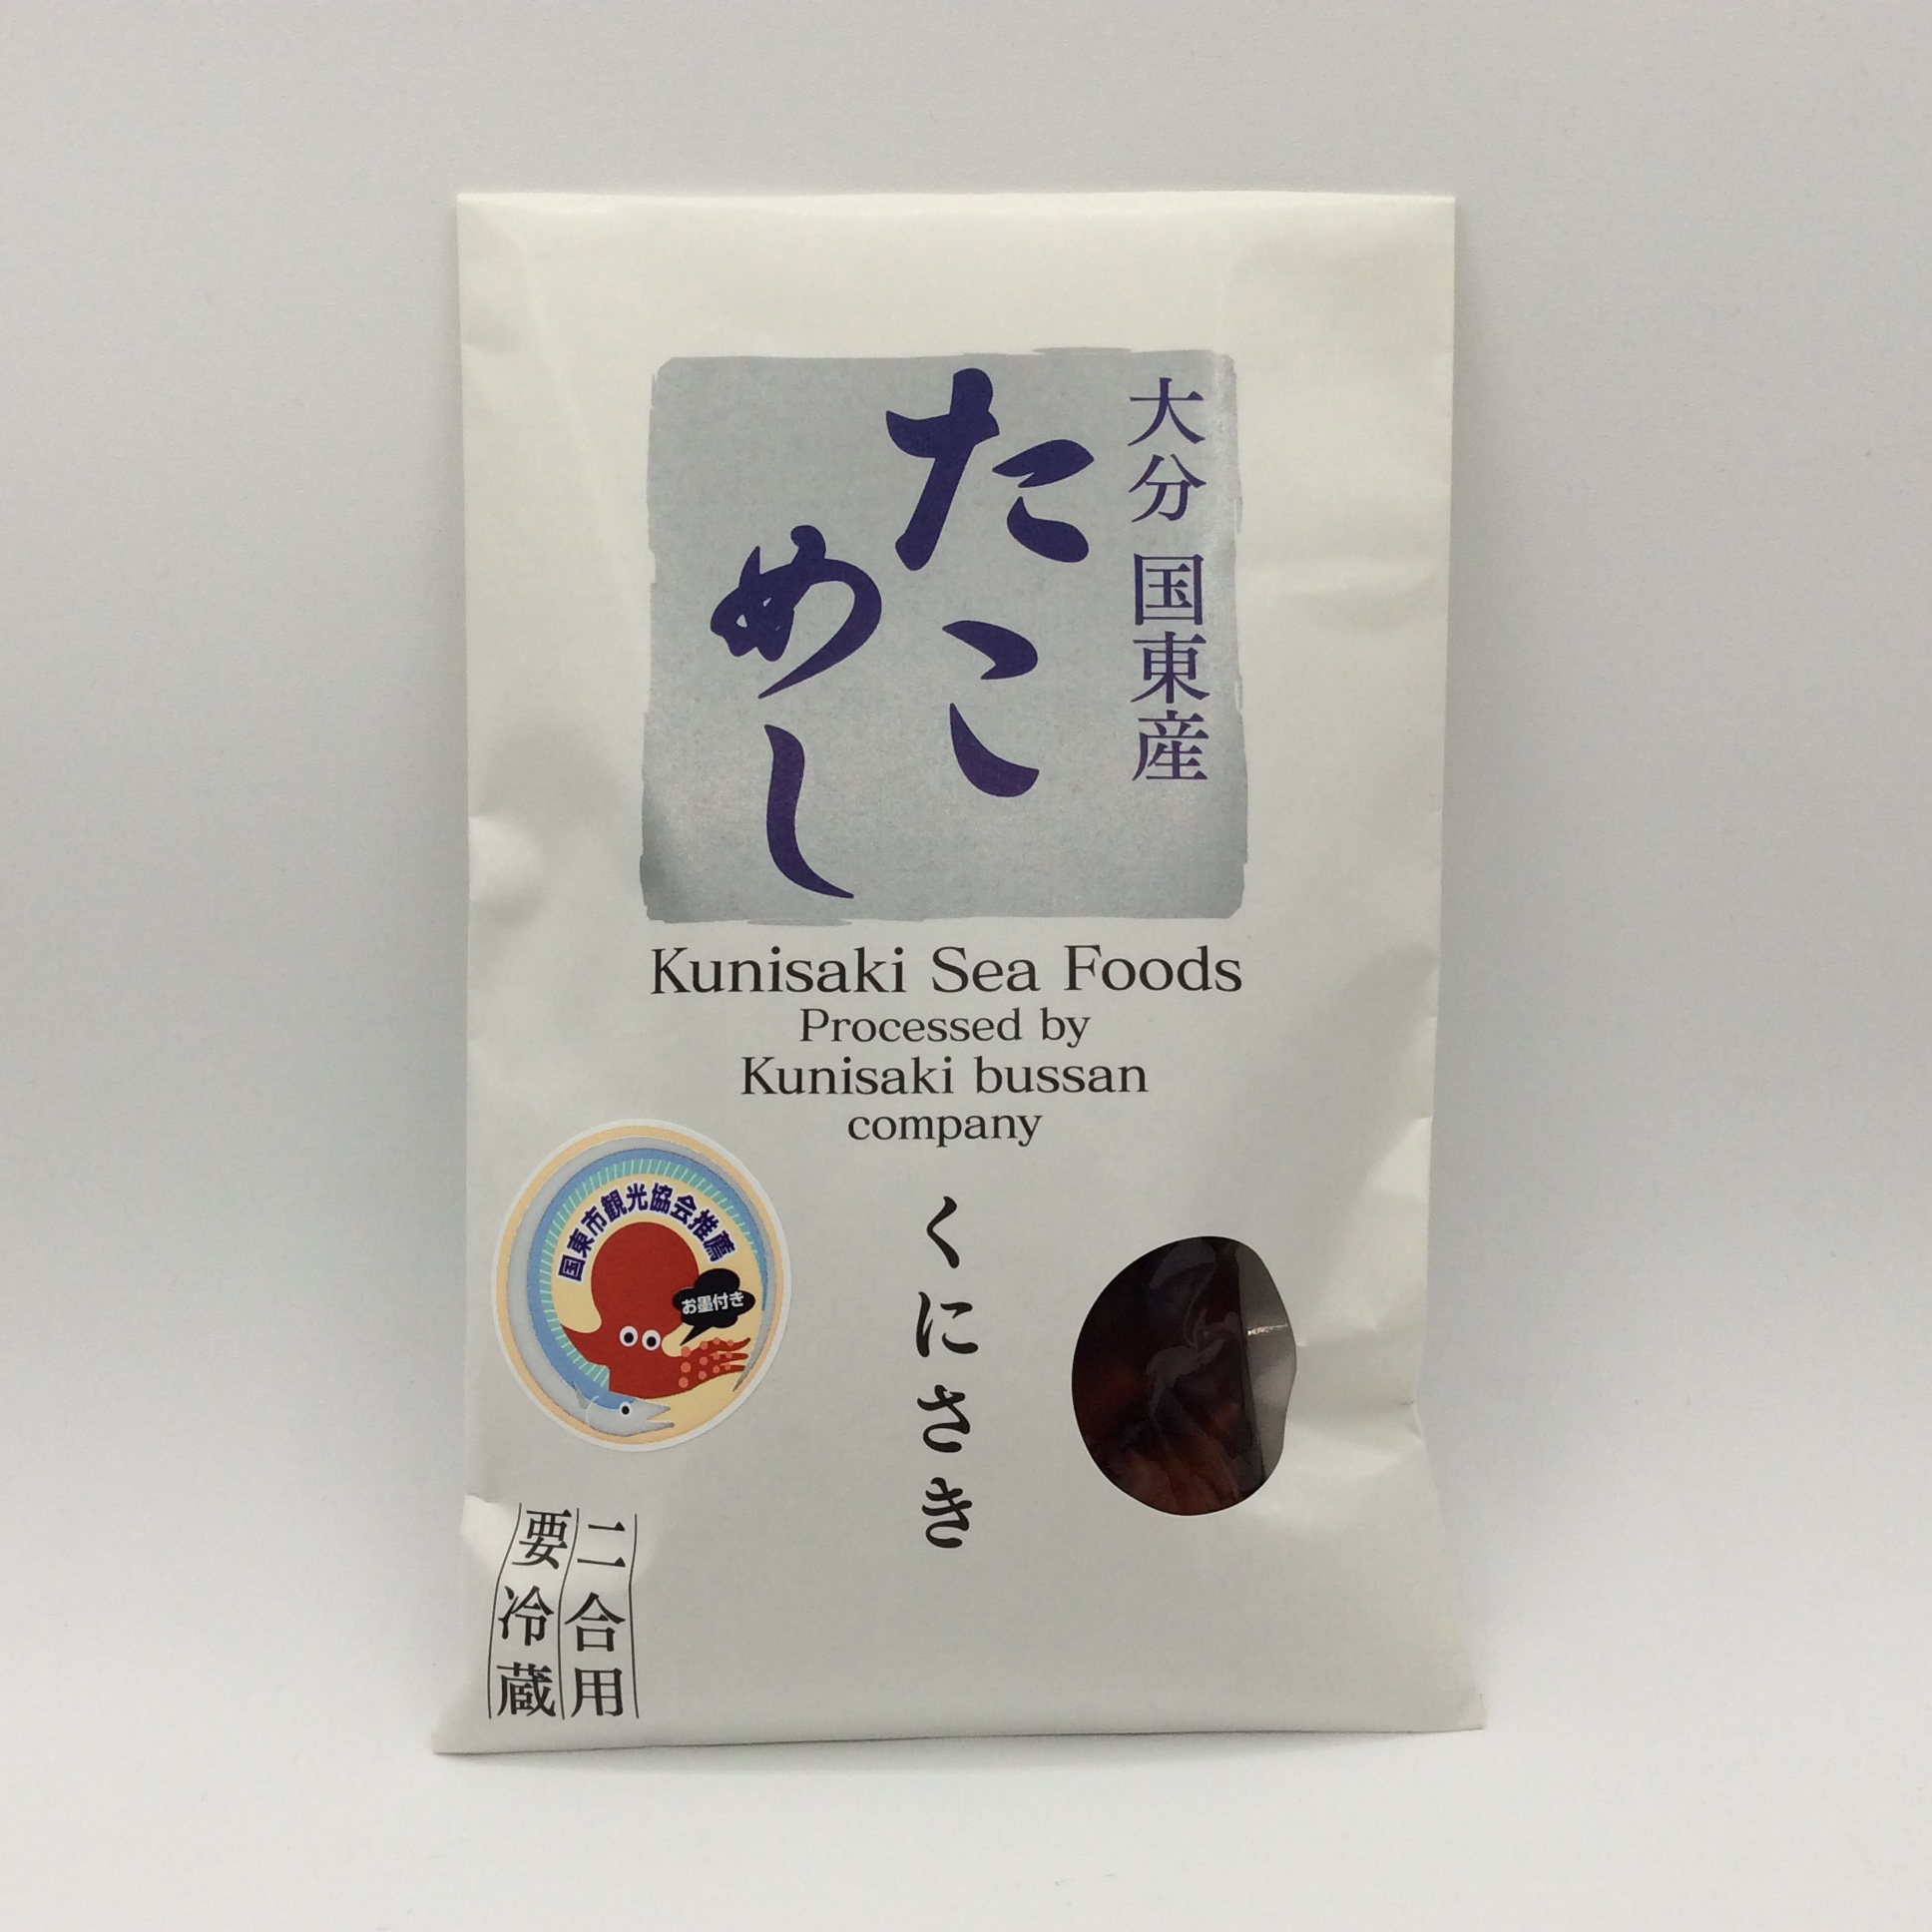 大分 国東産
たこ
めし
Kunisaki Sea Foods
Processed by
Kunisaki bussan
company
国東市観光協会推薦
お墨付き
くにさき
二合用
要冷蔵